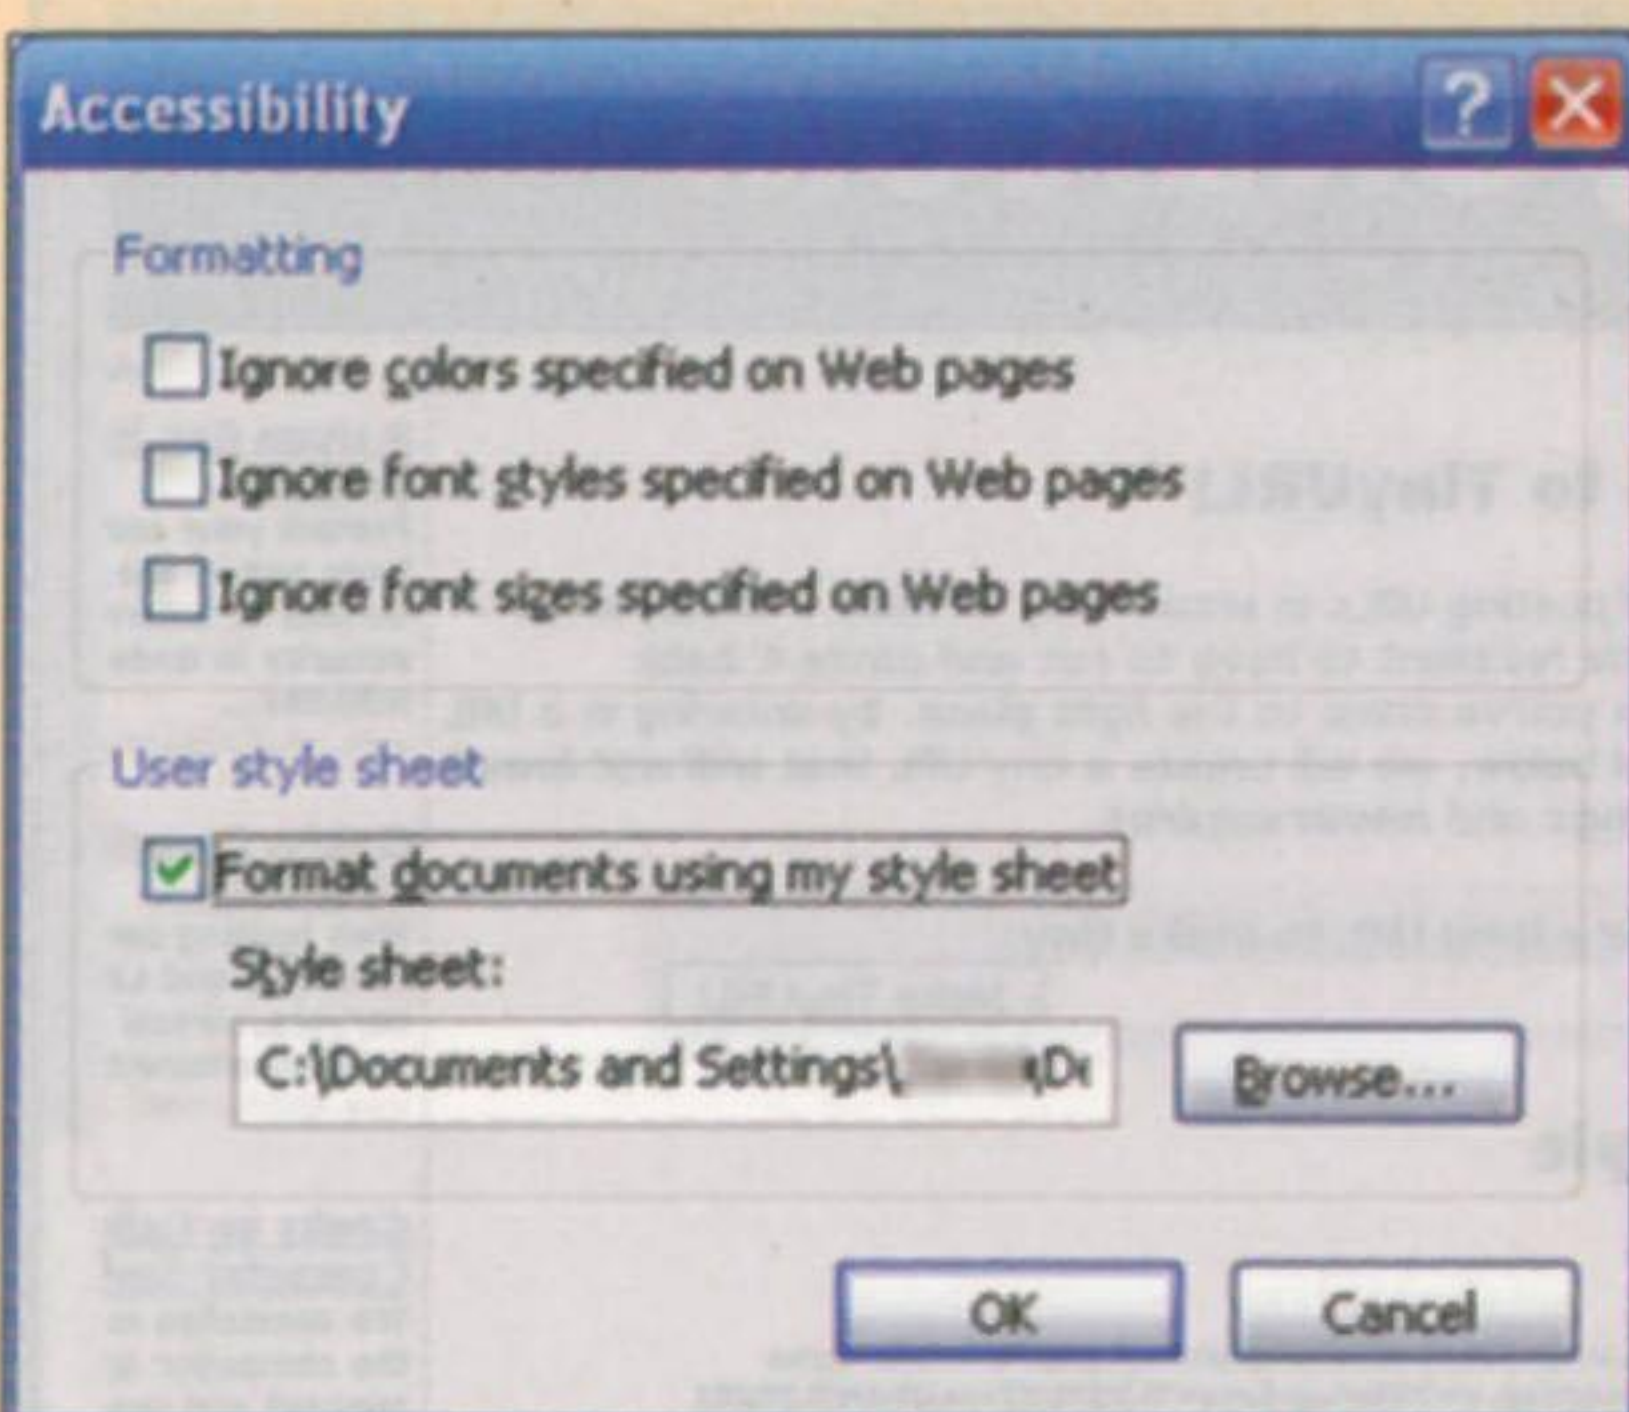 Accessibility
Formatting
Ignore colors specified on Web pages
Ignore font styles specified on Web pages
Ignore font sizes specified on Web pages
User style sheet
Format documents using my style sheet
Style sheet:
C:\Documents and Settings\ \D
Browse...
OK
Cancel
to TinyURL!